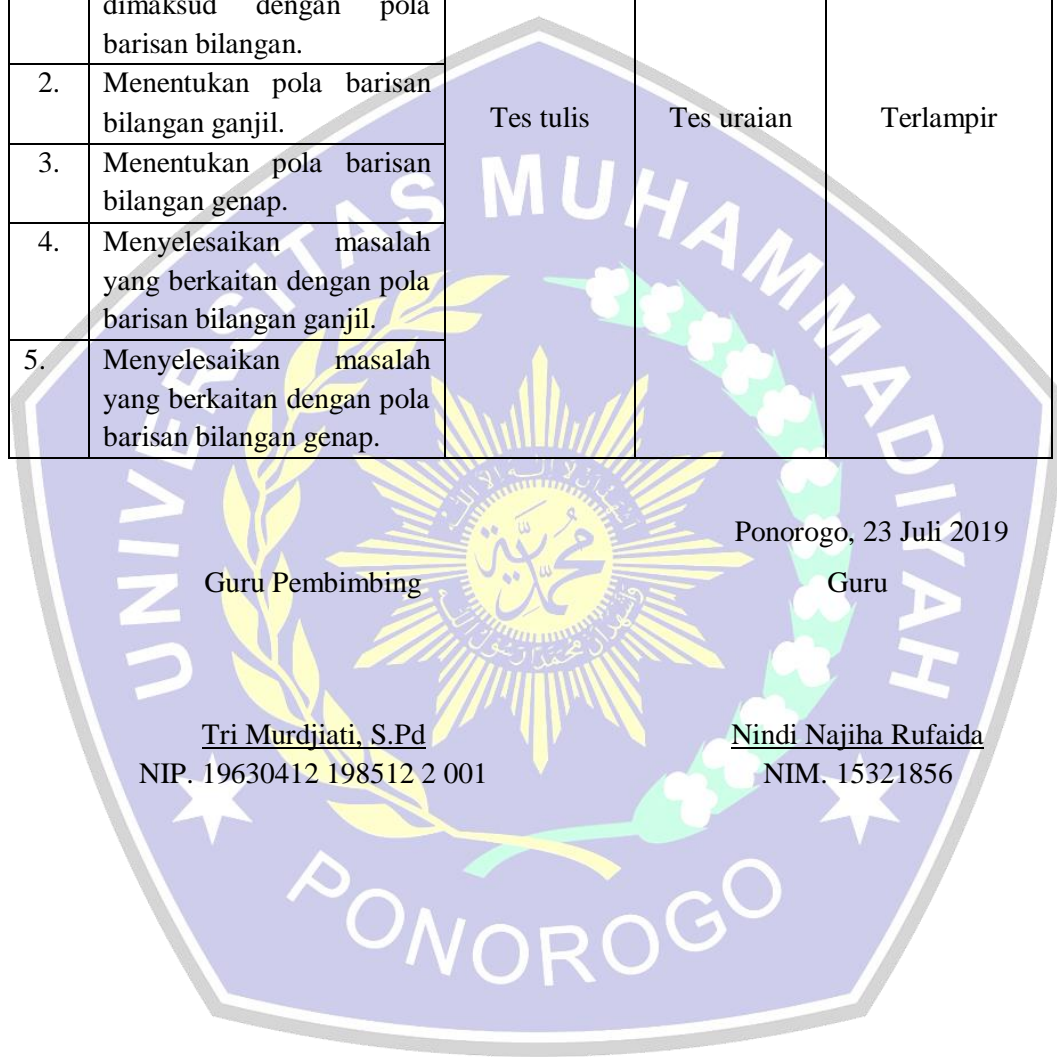 dimaksud dengan pola
barisan bilangan.
2. Menentukan pola barisan
bilangan ganjil.
Tes tulis Tes uraian Terlampir
3. Menentukan pola barisan
bilangan genap.
4. Menyelesaikan masalah
yang berkaitan dengan pola
barisan bilangan ganjil.
5. Menyelesaikan masalah
yang berkaitan dengan pola
barisan bilangan genap.
Ponorogo, 23 Juli 2019
Guru Pembimbing Guru
Tri Murdjiati, S.Pd Nindi Najiha Rufaida
NIP. 19630412 198512 2 001 NIM. 15321856
UNIVERSITAS MUHAMMADIYAH
PONOROGO